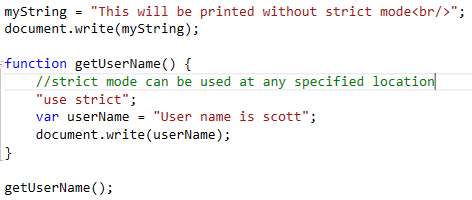 myString = "This will be printed without strict mode<br/>";
document.write(myString);
function getUserName() {
//strict mode can be used at any specified location
"use strict";
var userName = "User name is scott";
document.write(userName);
}
getUserName();